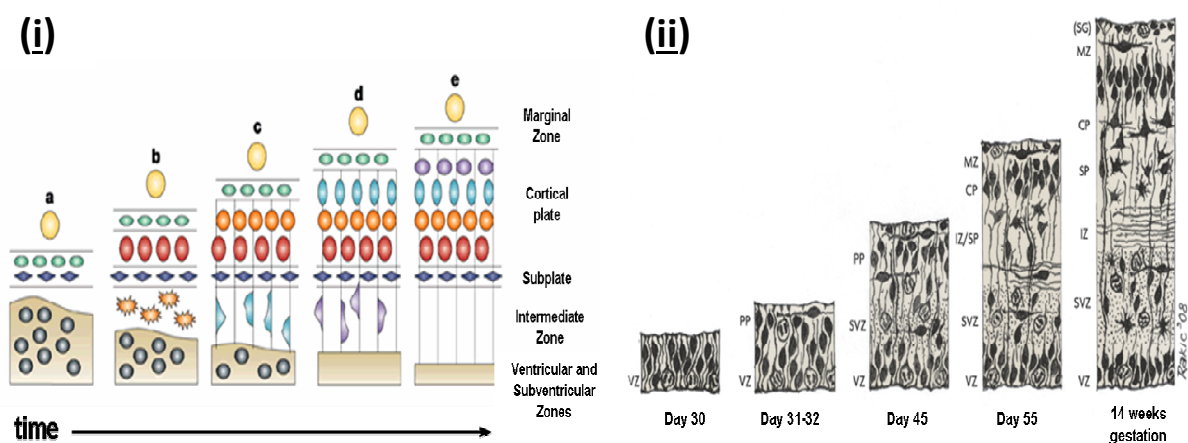 (i)
a
b
c
d
e
Marginal
Zone
Cortical
plate
Subplate
Intermediate
Zone
Ventricular and
Subventricular
Zones
time
(ii)
VZ
Day 30
PP
VZ
Day 31-32
PP
SVZ
VZ
Day 45
MZ
CP
IZ/SP
SVZ
VZ
Day 55
(SG)
MZ
CP
SP
IZ
SVZ
VZ
14 weeks
gestation
Rakic '08